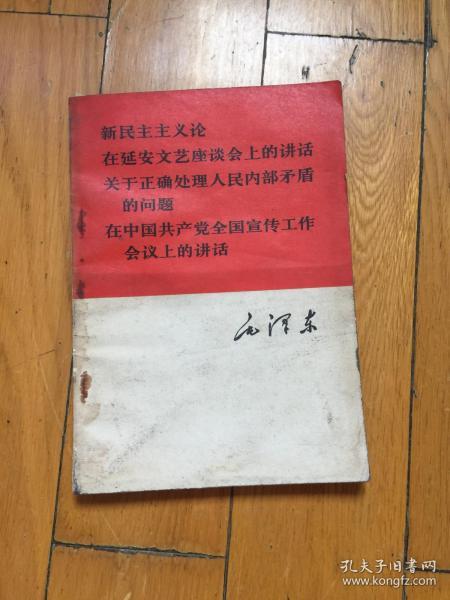 新民主主义论
在延安文艺座谈会上的讲话
关于正确处理人民内部矛盾
的问题
在中国共产党全国宣传工作
会议上的讲话
毛泽东
孔夫子旧书网
www.kongfz.com